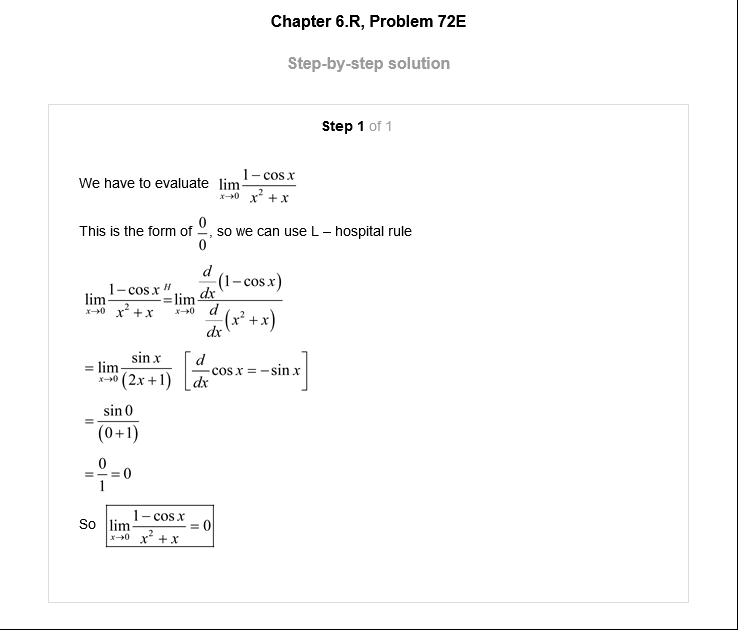 Chapter 6.R, Problem 72E
Step-by-step solution
Step 1 of 1
We have to evaluate $\lim_{x \to 0} \frac{1-\cos x}{x^2+x}$
This is the form of $\frac{0}{0}$, so we can use L – hospital rule
$\lim_{x \to 0} \frac{1-\cos x}{x^2+x} \overset{H}{=} \lim_{x \to 0} \frac{\frac{d}{dx}(1-\cos x)}{\frac{d}{dx}(x^2+x)}$
$= \lim_{x \to 0} \frac{\sin x}{(2x+1)} \left[\frac{d}{dx}\cos x = -\sin x\right]$
$= \frac{\sin 0}{(0+1)}$
$= \frac{0}{1} = 0$
So $\boxed{\lim_{x \to 0} \frac{1-\cos x}{x^2+x} = 0}$